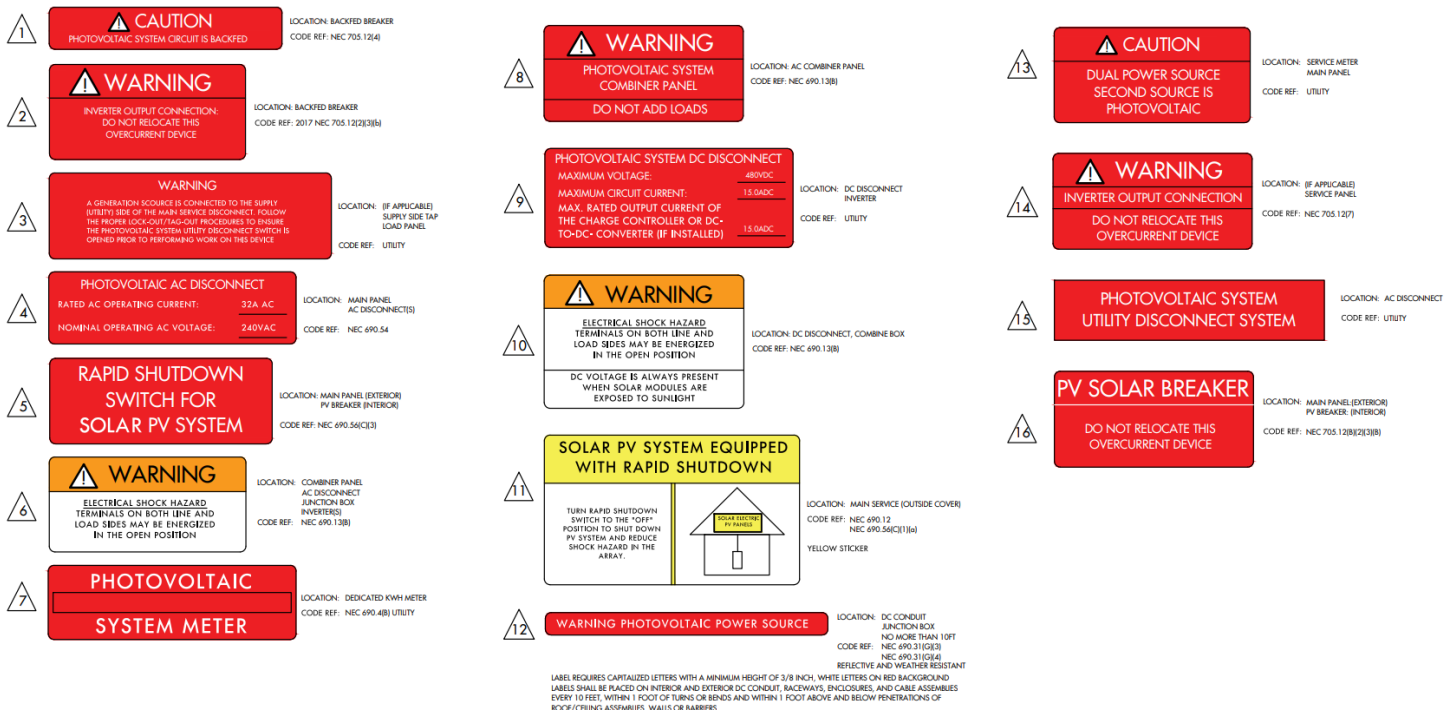 1
CAUTION
PHOTOVOLTAIC SYSTEM CIRCUIT IS BACKFED
LOCATION: BACKFED BREAKER
CODE REF: NEC 705.12(4)
2
WARNING
INVERTER OUTPUT CONNECTION:
DO NOT RELOCATE THIS
OVERCURRENT DEVICE
LOCATION: BACKFED BREAKER
CODE REF: 2017 NEC 705.12(2)(3)(b)
3
WARNING
A GENERATION SCOURCE IS CONNECTED TO THE SUPPLY
(UTILITY) SIDE OF THE MAIN SERVICE DISCONNECT. FOLLOW
THE PROPER LOCK-OUT/TAG-OUT PROCEDURES TO ENSURE
THE PHOTOVOLTAIC SYSTEM UTILITY DISCONNECT SWITCH IS
OPENED PRIOR TO PERFORMING WORK ON THIS DEVICE
LOCATION: (IF APPLICABLE)
SUPPLY SIDE TAP
LOAD PANEL
CODE REF: UTILITY
4
PHOTOVOLTAIC AC DISCONNECT
RATED AC OPERATING CURRENT: 32A AC
NOMINAL OPERATING AC VOLTAGE: 240VAC
LOCATION: MAIN PANEL
AC DISCONNECT(S)
CODE REF: NEC 690.54
5
RAPID SHUTDOWN
SWITCH FOR
SOLAR PV SYSTEM
LOCATION: MAIN PANEL (EXTERIOR)
PV BREAKER (INTERIOR)
CODE REF: NEC 690.56(C)(3)
6
WARNING
ELECTRICAL SHOCK HAZARD
TERMINALS ON BOTH LINE AND
LOAD SIDES MAY BE ENERGIZED
IN THE OPEN POSITION
LOCATION: COMBINER PANEL
AC DISCONNECT
JUNCTION BOX
INVERTER(S)
CODE REF: NEC 690.13(B)
7
PHOTOVOLTAIC
SYSTEM METER
LOCATION: DEDICATED KWH METER
CODE REF: NEC 690.4(B) UTILITY
8
WARNING
PHOTOVOLTAIC SYSTEM
COMBINER PANEL
DO NOT ADD LOADS
LOCATION: AC COMBINER PANEL
CODE REF: NEC 690.13(B)
9
PHOTOVOLTAIC SYSTEM DC DISCONNECT
MAXIMUM VOLTAGE: 480VDC
MAXIMUM CIRCUIT CURRENT: 15.0ADC
MAX. RATED OUTPUT CURRENT OF
THE CHARGE CONTROLLER OR DC-
TO-DC- CONVERTER (IF INSTALLED) 15.0ADC
LOCATION: DC DISCONNECT
INVERTER
CODE REF: UTILITY
10
WARNING
ELECTRICAL SHOCK HAZARD
TERMINALS ON BOTH LINE AND
LOAD SIDES MAY BE ENERGIZED
IN THE OPEN POSITION
DC VOLTAGE IS ALWAYS PRESENT
WHEN SOLAR MODULES ARE
EXPOSED TO SUNLIGHT
LOCATION: DC DISCONNECT, COMBINE BOX
CODE REF: NEC 690.13(B)
11
SOLAR PV SYSTEM EQUIPPED
WITH RAPID SHUTDOWN
TURN RAPID SHUTDOWN
SWITCH TO THE "OFF"
POSITION TO SHUT DOWN
PV SYSTEM AND REDUCE
SHOCK HAZARD IN THE
ARRAY.
SOLAR ELECTRIC
PV PANELS
LOCATION: MAIN SERVICE (OUTSIDE COVER)
CODE REF: NEC 690.12
NEC 690.56(C)(1)(a)
YELLOW STICKER
12
WARNING PHOTOVOLTAIC POWER SOURCE
LOCATION: DC CONDUIT
JUNCTION BOX
NO MORE THAN 10FT
CODE REF: NEC 690.31(G)(3)
NEC 690.31(G)(4)
REFLECTIVE AND WEATHER RESISTANT
LABEL REQUIRES CAPITALIZED LETTERS WITH A MINIMUM HEIGHT OF 3/8 INCH, WHITE LETTERS ON RED BACKGROUND
LABELS SHALL BE PLACED ON INTERIOR AND EXTERIOR DC CONDUIT, RACEWAYS, ENCLOSURES, AND CABLE ASSEMBLIES
EVERY 10 FEET, WITHIN 1 FOOT OF TURNS OR BENDS AND WITHIN 1 FOOT ABOVE AND BELOW PENETRATIONS OF
ROOF/CEILING ASSEMBLIES, WALLS OR BARRIERS
13
CAUTION
DUAL POWER SOURCE
SECOND SOURCE IS
PHOTOVOLTAIC
LOCATION: SERVICE METER
MAIN PANEL
CODE REF: UTILITY
14
WARNING
INVERTER OUTPUT CONNECTION
DO NOT RELOCATE THIS
OVERCURRENT DEVICE
LOCATION: (IF APPLICABLE)
SERVICE PANEL
CODE REF: NEC 705.12(7)
15
PHOTOVOLTAIC SYSTEM
UTILITY DISCONNECT SYSTEM
LOCATION: AC DISCONNECT
CODE REF: UTILITY
16
PV SOLAR BREAKER
DO NOT RELOCATE THIS
OVERCURRENT DEVICE
LOCATION: MAIN PANEL:(EXTERIOR)
PV BREAKER: (INTERIOR)
CODE REF: NEC 705.12(B)(2)(3)(B)